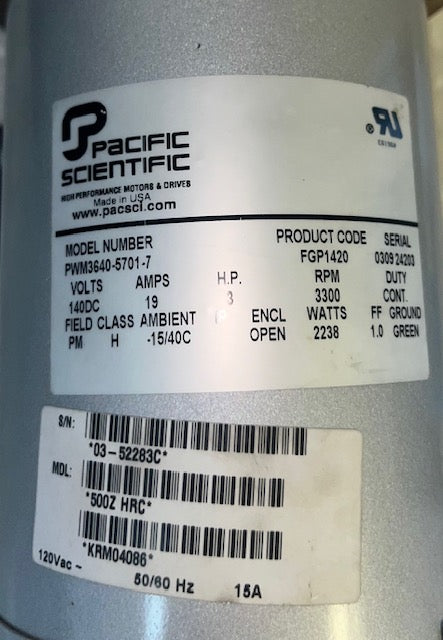 PACIFIC
SCIENTIFIC
HIGH PERFORMANCE MOTORS & DRIVES
Made in USA
www.pacsci.com
MODEL NUMBER PRODUCT CODE SERIAL
PWM3640-5701-7 FGP1420 0309 24203
VOLTS AMPS H.P. RPM DUTY
140DC 19 3 3300 CONT.
FIELD CLASS AMBIENT ENCL WATTS FF GROUND
PM H -15/40C OPEN 2238 1.0 GREEN
S/N:
*03-52283C*
MDL:
*500Z HRC*
*KRM04086*
120Vac ~ 50/60 Hz 15A